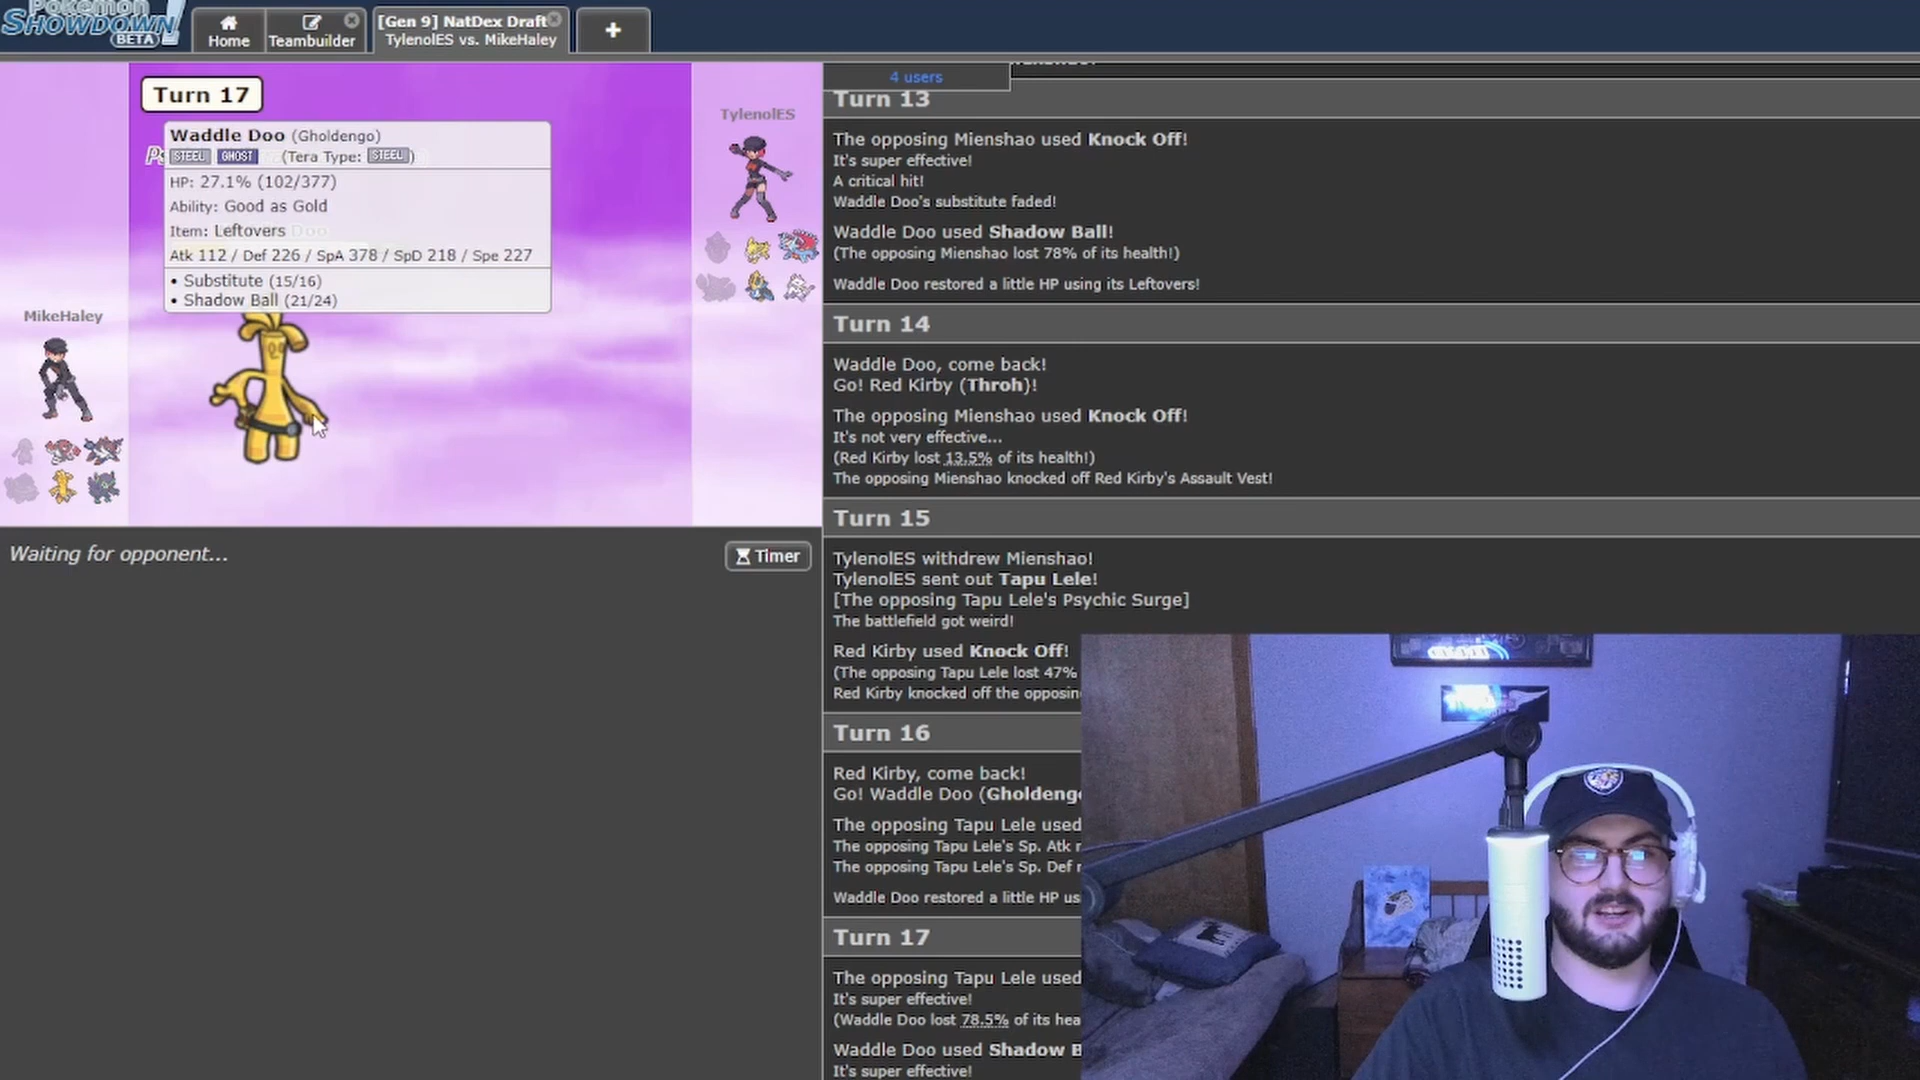 Pokémon
SHOWDOWN!
BETA
Home
Teambuilder
[Gen 9] NatDex Draft
TylenolES vs. MikeHaley
+
4 users
Turn 17
Waddle Doo (Gholdengo)
STEEL GHOST (Tera Type: STEEL)
HP: 27.1% (102/377)
Ability: Good as Gold
Item: Leftovers
Atk 112 / Def 226 / SpA 378 / SpD 218 / Spe 227
• Substitute (15/16)
• Shadow Ball (21/24)
TylenolES
MikeHaley
Waiting for opponent...
Timer
Turn 13
The opposing Mienshao used Knock Off!
It's super effective!
A critical hit!
Waddle Doo's substitute faded!
Waddle Doo used Shadow Ball!
(The opposing Mienshao lost 78% of its health!)
Waddle Doo restored a little HP using its Leftovers!
Turn 14
Waddle Doo, come back!
Go! Red Kirby (Throh)!
The opposing Mienshao used Knock Off!
It's not very effective...
(Red Kirby lost 13.5% of its health!)
The opposing Mienshao knocked off Red Kirby's Assault Vest!
Turn 15
TylenolES withdrew Mienshao!
TylenolES sent out Tapu Lele!
[The opposing Tapu Lele's Psychic Surge]
The battlefield got weird!
Red Kirby used Knock Off!
(The opposing Tapu Lele lost 47%
Red Kirby knocked off the opposin
Turn 16
Red Kirby, come back!
Go! Waddle Doo (Gholdengo
The opposing Tapu Lele used
The opposing Tapu Lele's Sp. Atk
The opposing Tapu Lele's Sp. Def
Waddle Doo restored a little HP us
Turn 17
The opposing Tapu Lele used
It's super effective!
(Waddle Doo lost 78.5% of its hea
Waddle Doo used Shadow B
It's super effective!